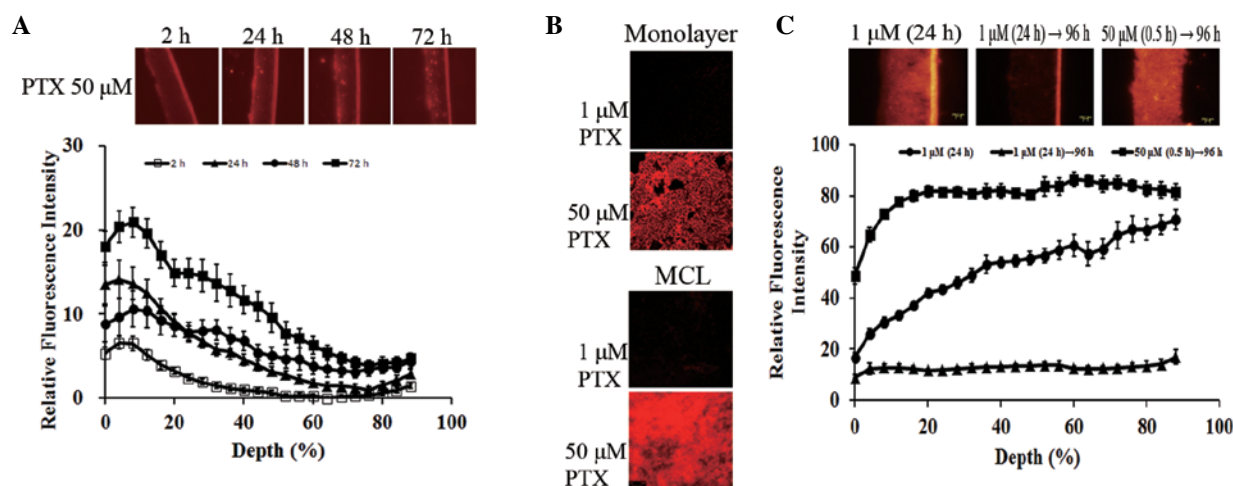 A
2 h 24 h 48 h 72 h
PTX 50 μM
2 h 24 h 48 h 72 h
Relative Fluorescence Intensity
30
20
10
0
0 20 40 60 80 100
Depth (%)
B
Monolayer
1 μM
PTX
50 μM
PTX
MCL
1 μM
PTX
50 μM
PTX
C
1 μM (24 h) 1 μM (24 h)→ 96 h 50 μM (0.5 h)→96 h
1 μM (24 h) 1 μM (24 h)→96 h 50 μM (0.5 h)→96 h
Relative Fluorescence
Intensity
100
80
60
40
20
0
0 20 40 60 80 100
Depth (%)